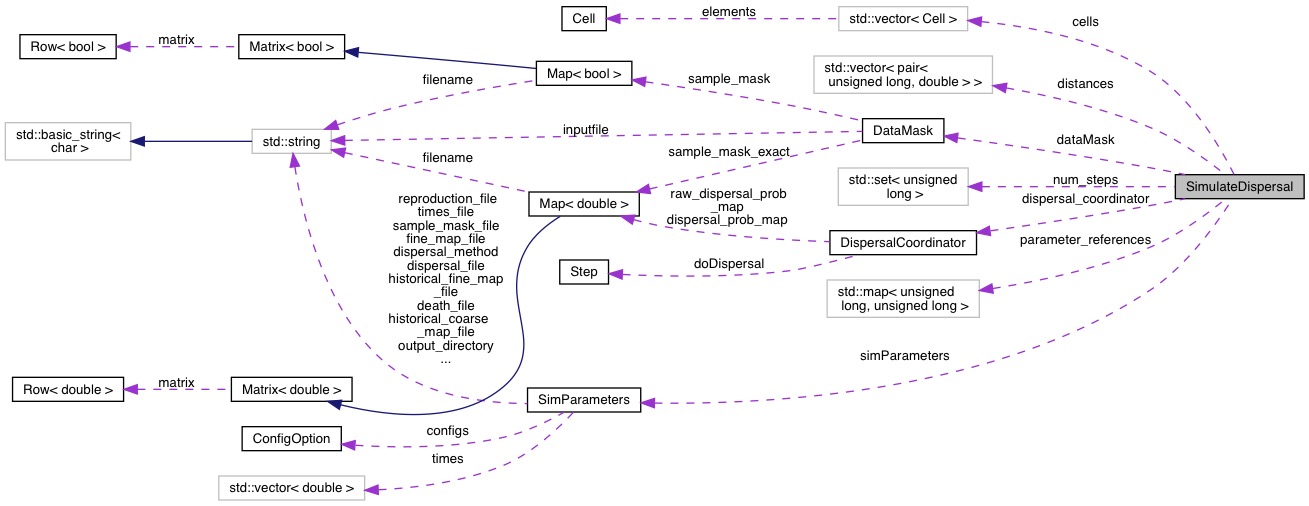 Cell
elements
std::vector< Cell >
cells
Row< bool >
matrix
Matrix< bool >
Map< bool >
filename
sample_mask
std::vector< pair<
unsigned long, double > >
distances
std::basic_string<
char >
std::string
inputfile
DataMask
dataMask
filename
sample_mask_exact
std::set< unsigned
long >
num_steps
SimulateDispersal
dispersal_coordinator
Map< double >
raw_dispersal_prob
_map
dispersal_prob_map
DispersalCoordinator
parameter_references
reproduction_file
times_file
sample_mask_file
fine_map_file
dispersal_method
dispersal_file
historical_fine_map
_file
death_file
historical_coarse
_map_file
output_directory
...
Step
doDispersal
std::map< unsigned
long, unsigned long >
simParameters
Row< double >
matrix
Matrix< double >
SimParameters
ConfigOption
configs
times
std::vector< double >